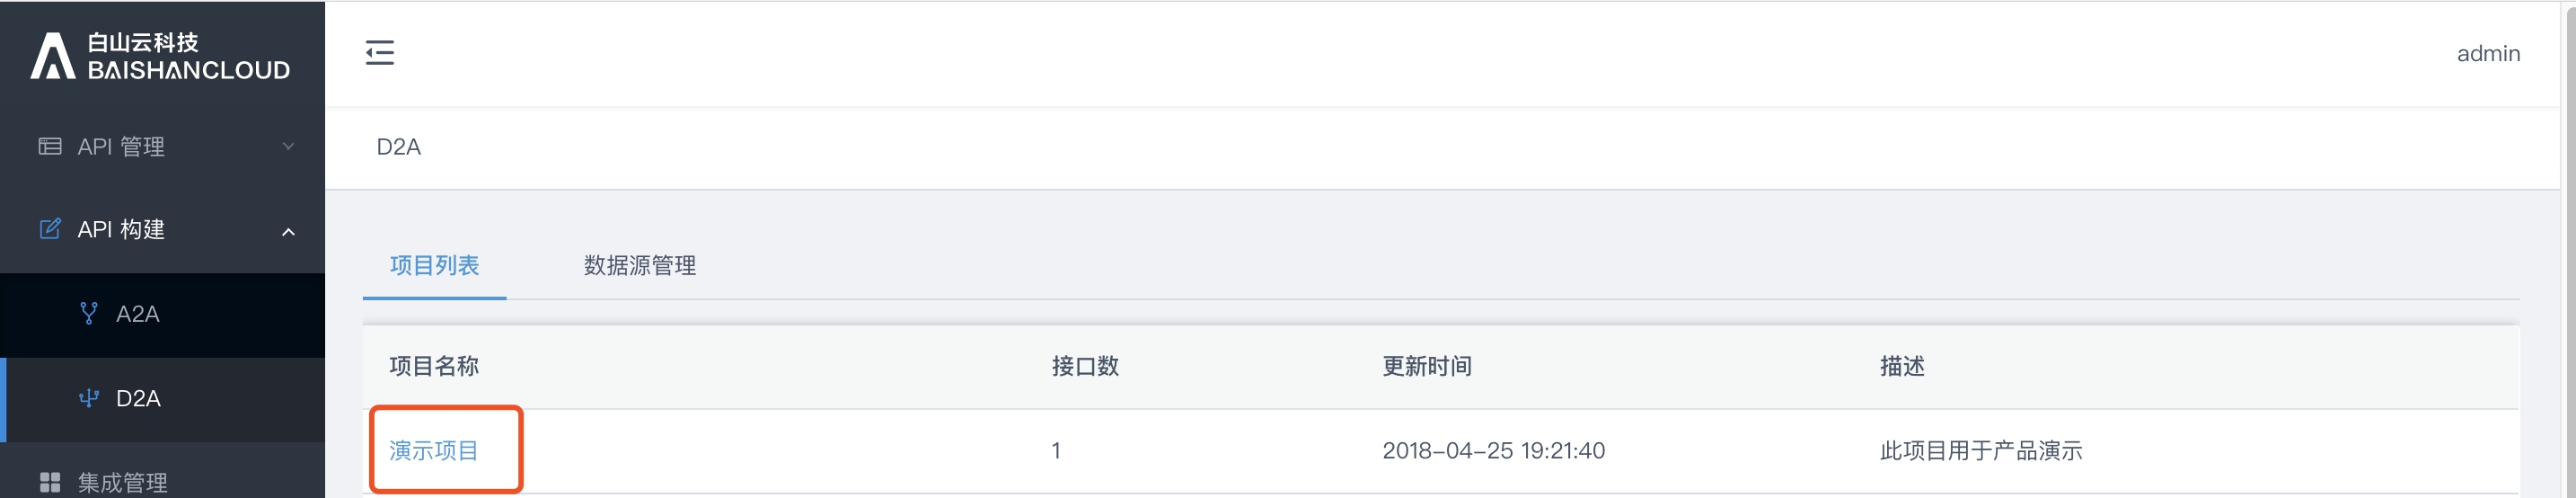 白山云科技
BAISHANCLOUD
admin
API 管理
D2A
API 构建
项目列表
数据源管理
A2A
项目名称
接口数
更新时间
描述
D2A
演示项目
1
2018-04-25 19:21:40
此项目用于产品演示
集成管理